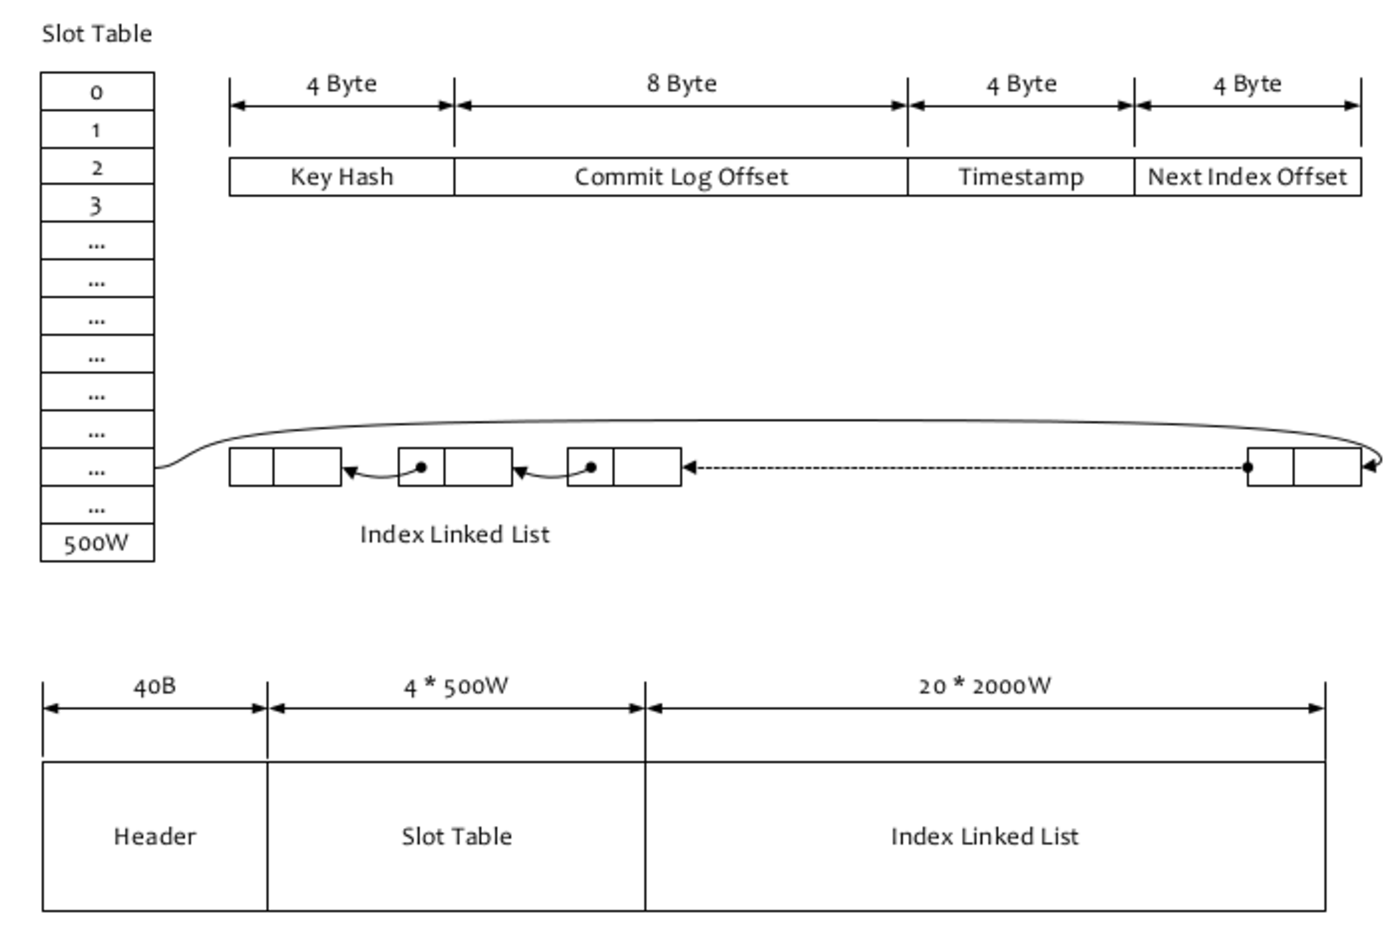 Slot Table
0
1
2
3
...
...
...
...
...
...
...
...
500W
4 Byte 8 Byte 4 Byte 4 Byte
Key Hash Commit Log Offset Timestamp Next Index Offset
Index Linked List
40B 4 * 500W 20 * 2000W
Header Slot Table Index Linked List